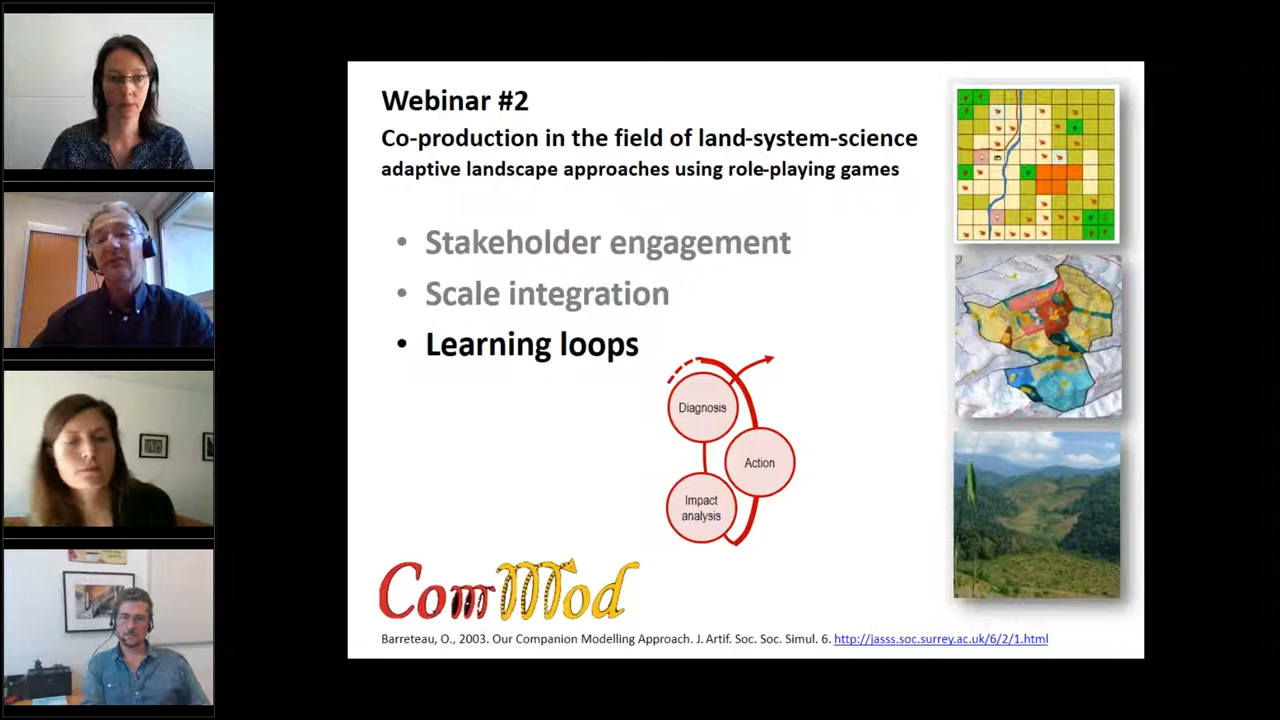 Webinar #2
Co-production in the field of land-system-science
adaptive landscape approaches using role-playing games
• Stakeholder engagement
• Scale integration
• Learning loops
Diagnosis
Action
Impact
analysis
ComMod
Barreteau, O., 2003. Our Companion Modelling Approach. J. Artif. Soc. Soc. Simul. 6. http://jasss.soc.surrey.ac.uk/6/2/1.html